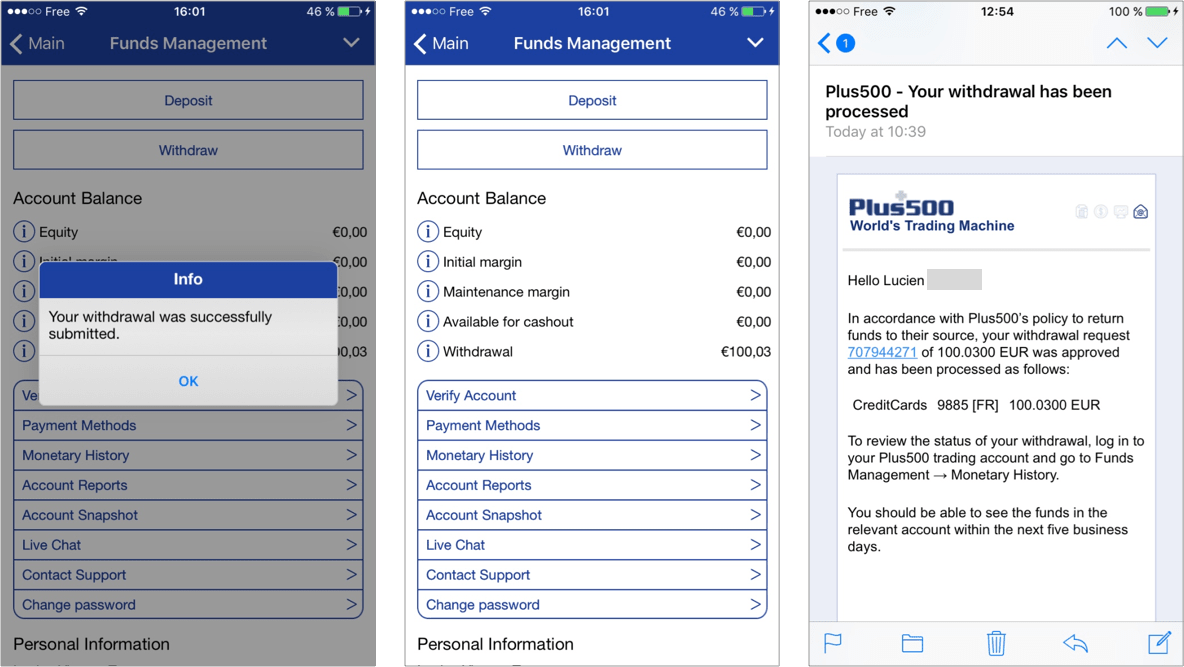 ●●●○○ Free 16:01 46 %
Main Funds Management
Deposit
Withdraw
Account Balance
i Equity €0,00
i Initial margin €0,00
i 0,00
i 0,00
i 00,03
Info
Your withdrawal was successfully
submitted.
OK
Ve >
Payment Methods >
Monetary History >
Account Reports >
Account Snapshot >
Live Chat >
Contact Support >
Change password >
Personal Information
●●●○○ Free 16:01 46 %
Main Funds Management
Deposit
Withdraw
Account Balance
i Equity €0,00
i Initial margin €0,00
i Maintenance margin €0,00
i Available for cashout €0,00
i Withdrawal €100,03
Verify Account >
Payment Methods >
Monetary History >
Account Reports >
Account Snapshot >
Live Chat >
Contact Support >
Change password >
Personal Information
●●●○○ Free 12:54 100 %
1
Plus500 - Your withdrawal has been
processed
Today at 10:39
Plus500
World's Trading Machine
Hello Lucien
In accordance with Plus500's policy to return
funds to their source, your withdrawal request
707944271 of 100.0300 EUR was approved
and has been processed as follows:
CreditCards 9885 [FR] 100.0300 EUR
To review the status of your withdrawal, log in to
your Plus500 trading account and go to Funds
Management → Monetary History.
You should be able to see the funds in the
relevant account within the next five business
days.